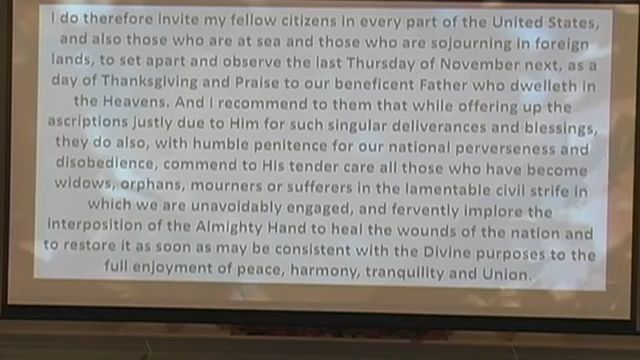 I do therefore invite my fellow citizens in every part of the United States,
and also those who are at sea and those who are sojourning in foreign
lands, to set apart and observe the last Thursday of November next, as a
day of Thanksgiving and Praise to our beneficent Father who dwelleth in
the Heavens. And I recommend to them that while offering up the
ascriptions justly due to Him for such singular deliverances and blessings,
they do also, with humble penitence for our national perverseness and
disobedience, commend to His tender care all those who have become
widows, orphans, mourners or sufferers in the lamentable civil strife in
which we are unavoidably engaged, and fervently implore the
interposition of the Almighty Hand to heal the wounds of the nation and
to restore it as soon as may be consistent with the Divine purposes to the
full enjoyment of peace, harmony, tranquility and Union.